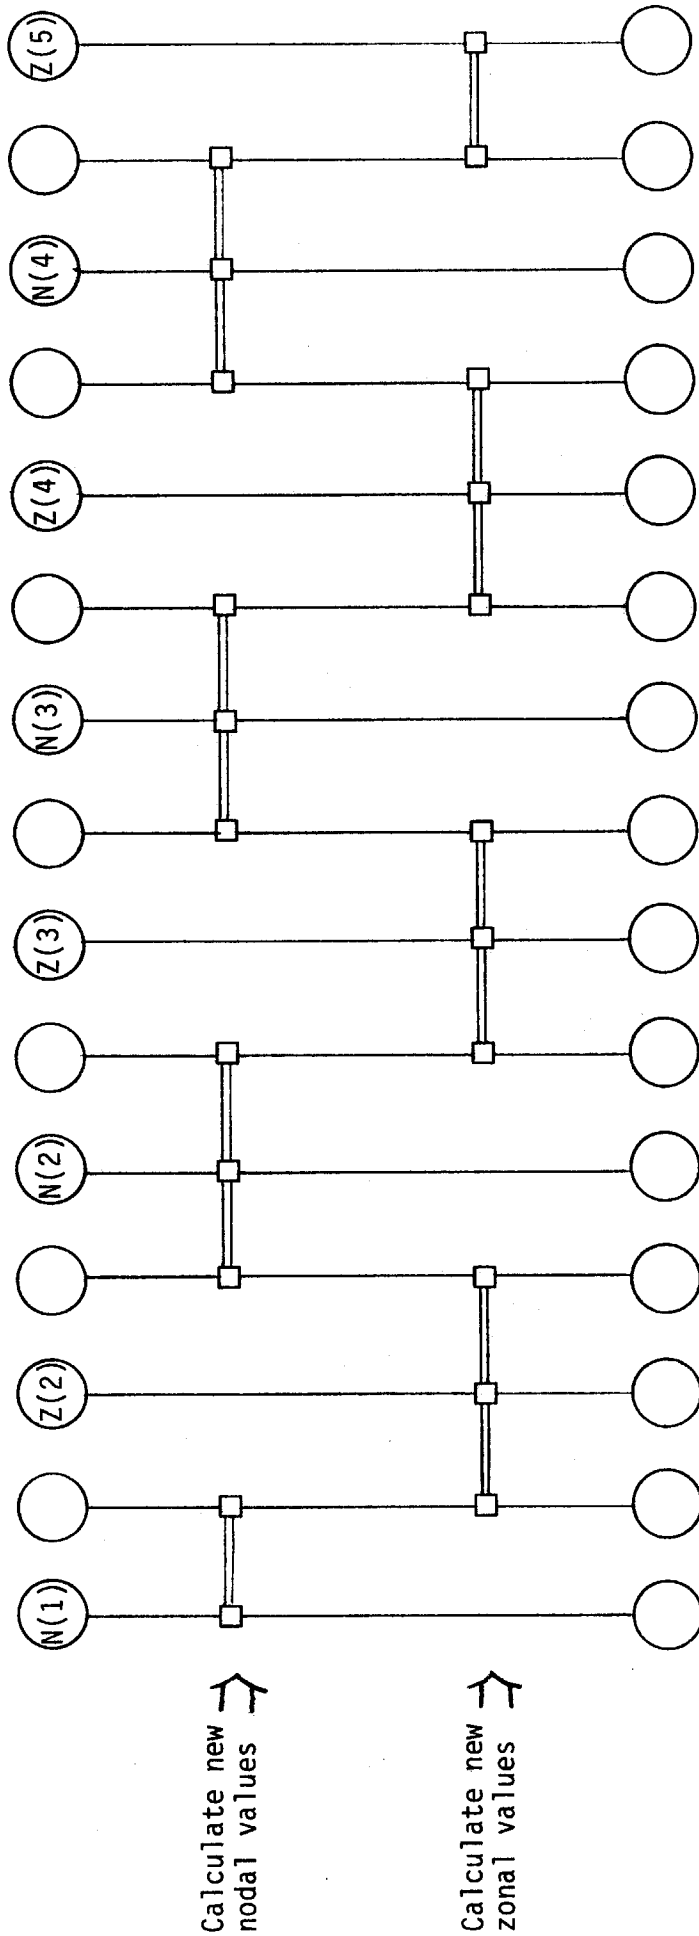 N(1)
Z(2)
N(2)
Z(3)
N(3)
Z(4)
N(4)
Z(5)
Calculate new
nodal values
Calculate new
zonal values